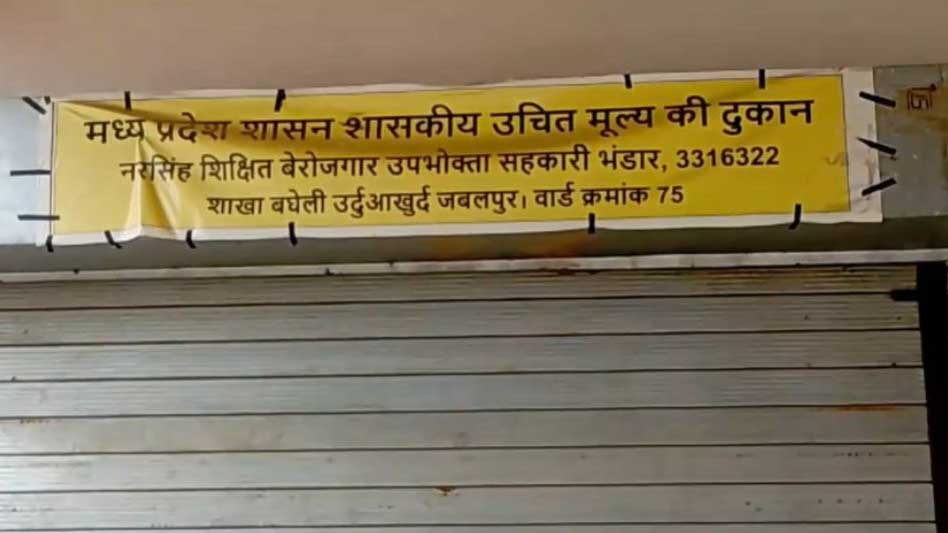 मध्य प्रदेश शासन शासकीय उचित मूल्य की दुकान
नरसिंह शिक्षित बेरोजगार उपभोक्ता सहकारी भंडार, 3316322
शाखा बघेली उर्दुआखुर्द जबलपुर। वार्ड क्रमांक 75